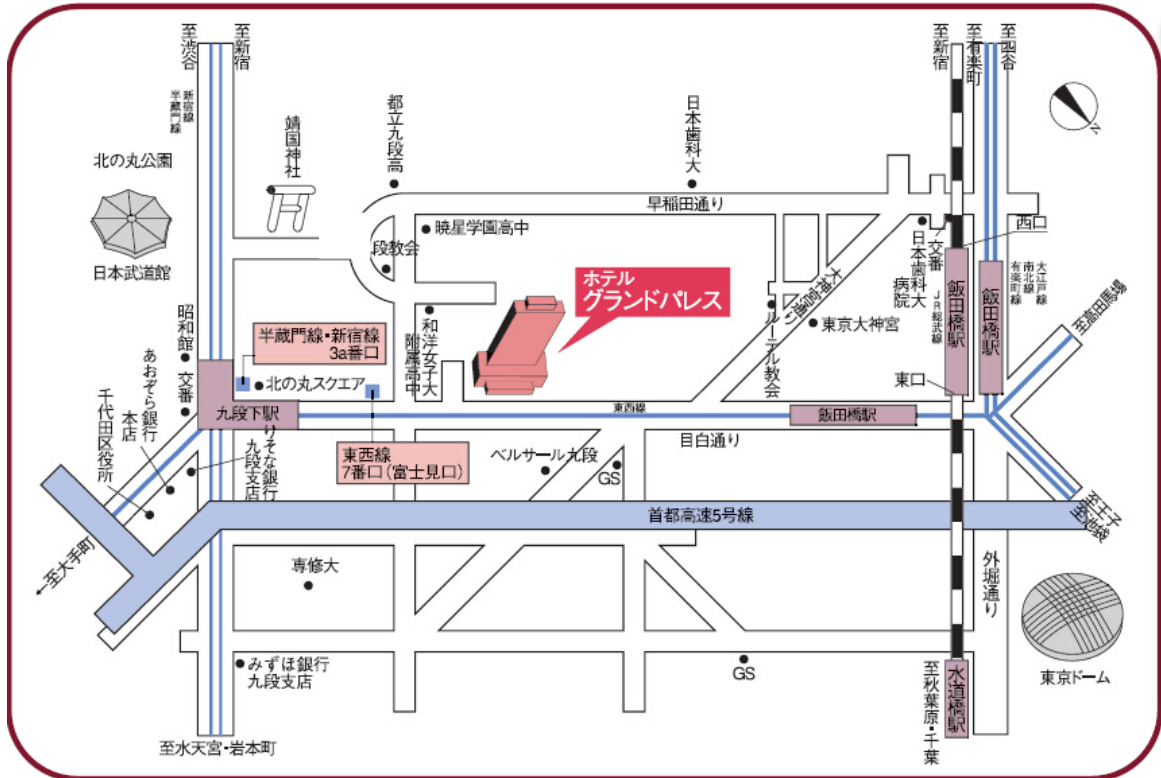 至渋谷
至新宿
至新宿
至有楽町
至四谷
新宿線
半蔵門線
都立九段高
日本歯科大
靖国神社
北の丸公園
N
早稲田通り
西口
暁星学園高中
段教会
交番
日本歯科大
病院
大江戸線
南北線
有楽町線
日本武道館
ホテル
グランドパレス
大神宮通り
JR総武線
飯田橋駅
飯田橋駅
至高田馬場
昭和館
半蔵門線・新宿線
3a番口
和洋女子大
附属高中
ルーテル教会
東京大神宮
交番
あおぞら銀行
本店
北の丸スクエア
東口
千代田区役所
九段下駅
東西線
飯田橋駅
りそな銀行
九段支店
東西線
7番口(富士見口)
目白通り
ベルサール九段
GS
至王子
至池袋
首都高速5号線
←至大手町
専修大
外堀通り
みずほ銀行
九段支店
GS
水道橋駅
東京ドーム
至秋葉原・千葉
至水天宮・岩本町